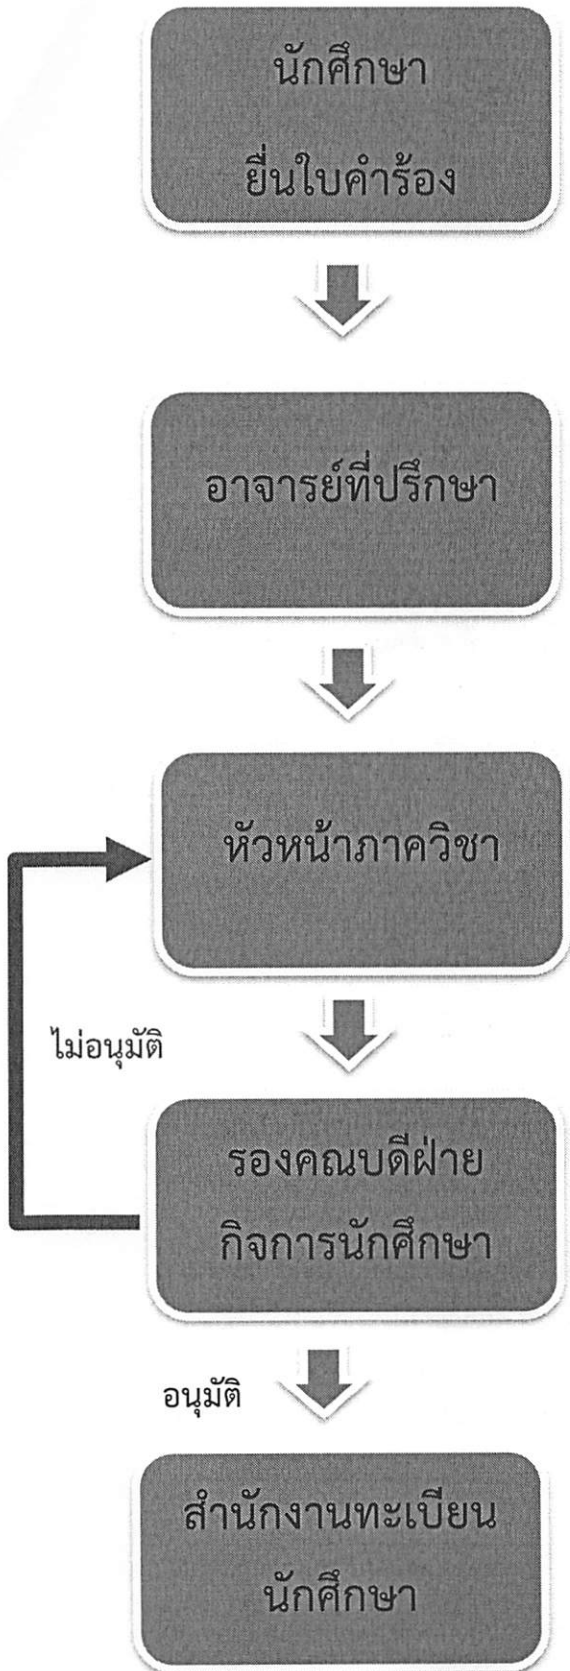 นักศึกษา
ยื่นใบคำร้อง
อาจารย์ที่ปรึกษา
หัวหน้าภาควิชา
ไม่อนุมัติ
รองคณบดีฝ่าย
กิจการนักศึกษา
อนุมัติ
สำนักงานทะเบียน
นักศึกษา